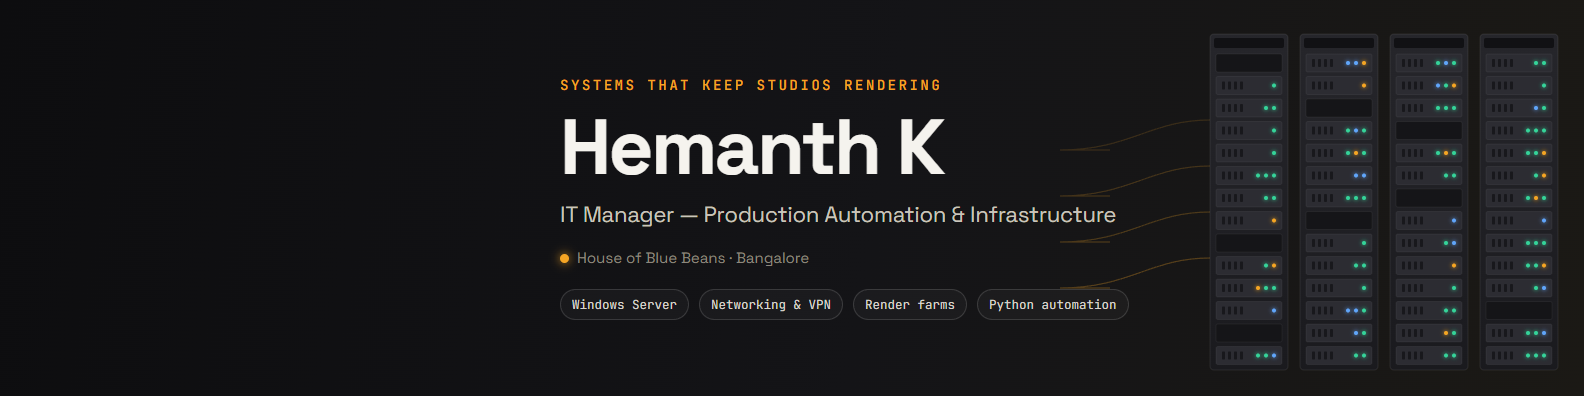 SYSTEMS THAT KEEP STUDIOS RENDERING
Hemanth K
IT Manager — Production Automation & Infrastructure
House of Blue Beans · Bangalore
Windows Server Networking & VPN Render farms Python automation